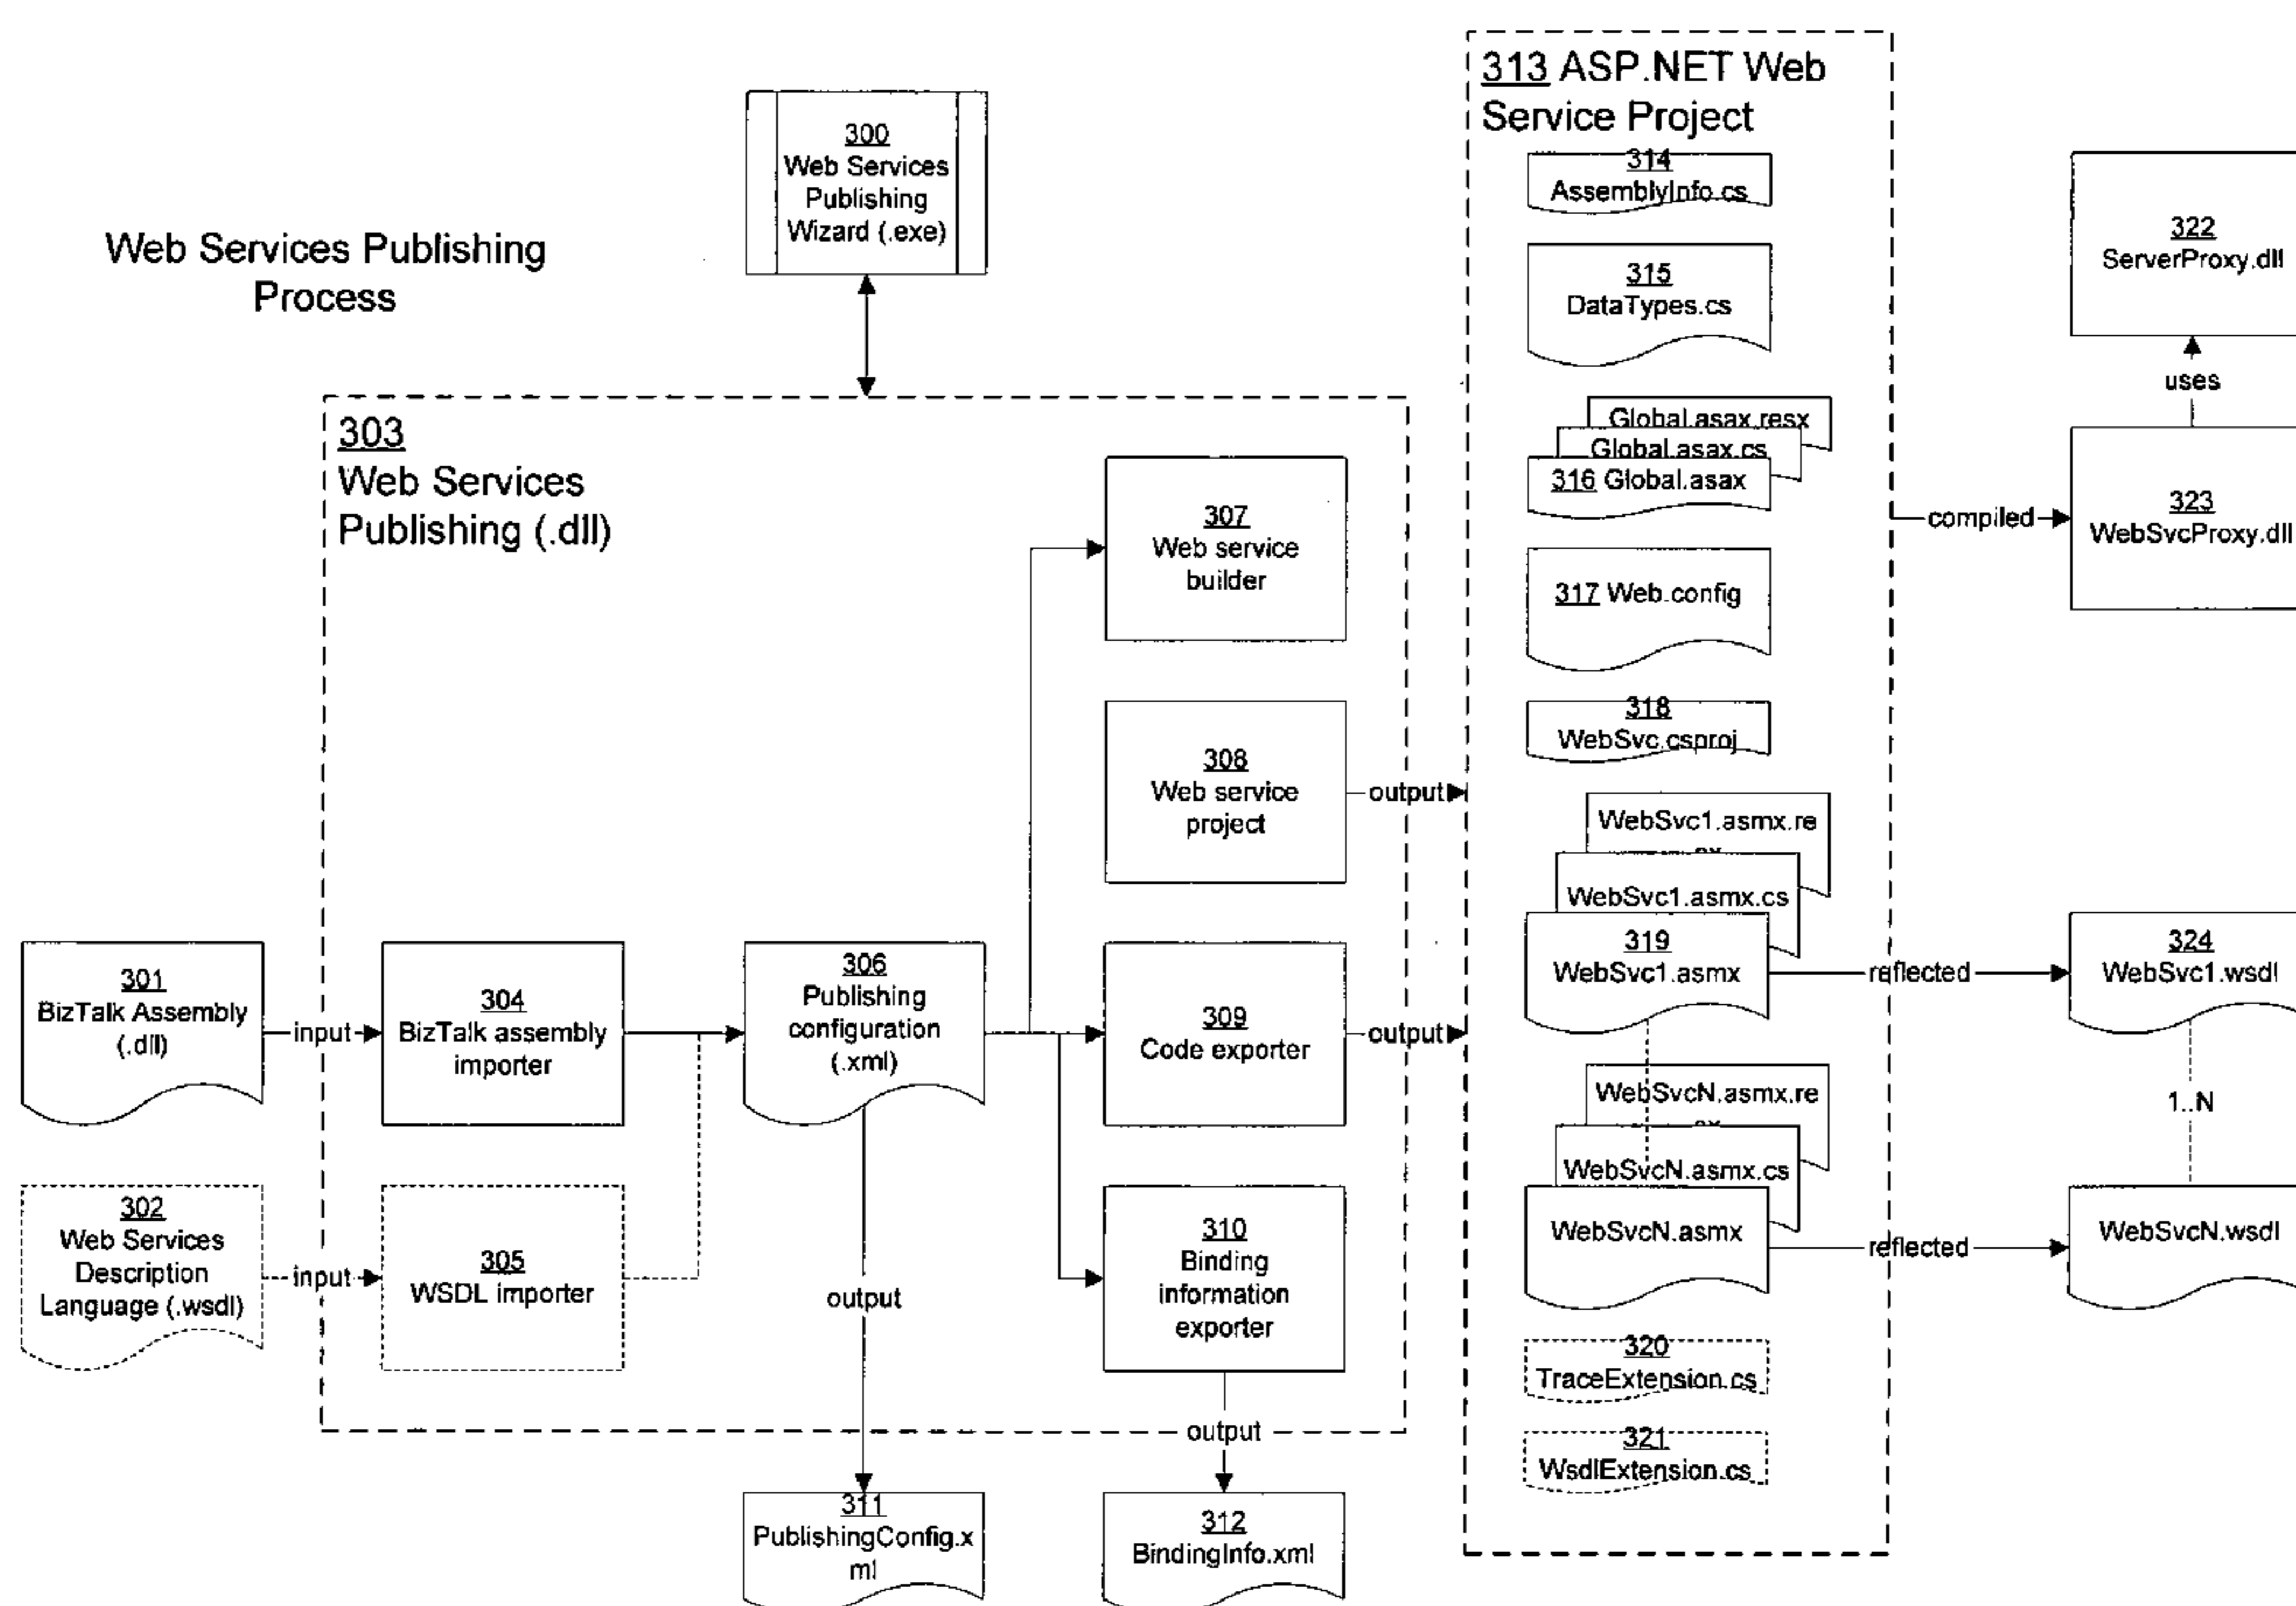 Web Services Publishing
Process
300
Web Services
Publishing
Wizard (.exe)
303
Web Services
Publishing (.dll)
301
BizTalk Assembly
(.dll)
input
304
BizTalk assembly
importer
302
Web Services
Description
Language (.wsdl)
input
305
WSDL importer
306
Publishing
configuration
(.xml)
output
311
PublishingConfig.x
ml
307
Web service
builder
308
Web service
project
output
309
Code exporter
output
310
Binding
information
exporter
output
312
BindingInfo.xml
313 ASP.NET Web
Service Project
314
AssemblyInfo.cs
315
DataTypes.cs
Global.asax.resx
Global.asax.cs
316 Global.asax
317 Web.config
318
WebSvc.csproj
WebSvc1.asmx.re
WebSvc1.asmx.cs
319
WebSvc1.asmx
WebSvcN.asmx.re
WebSvcN.asmx.cs
WebSvcN.asmx
320
TraceExtension.cs
321
WsdlExtension.cs
compiled
reflected
reflected
322
ServerProxy.dll
uses
323
WebSvcProxy.dll
324
WebSvc1.wsdl
1..N
WebSvcN.wsdl